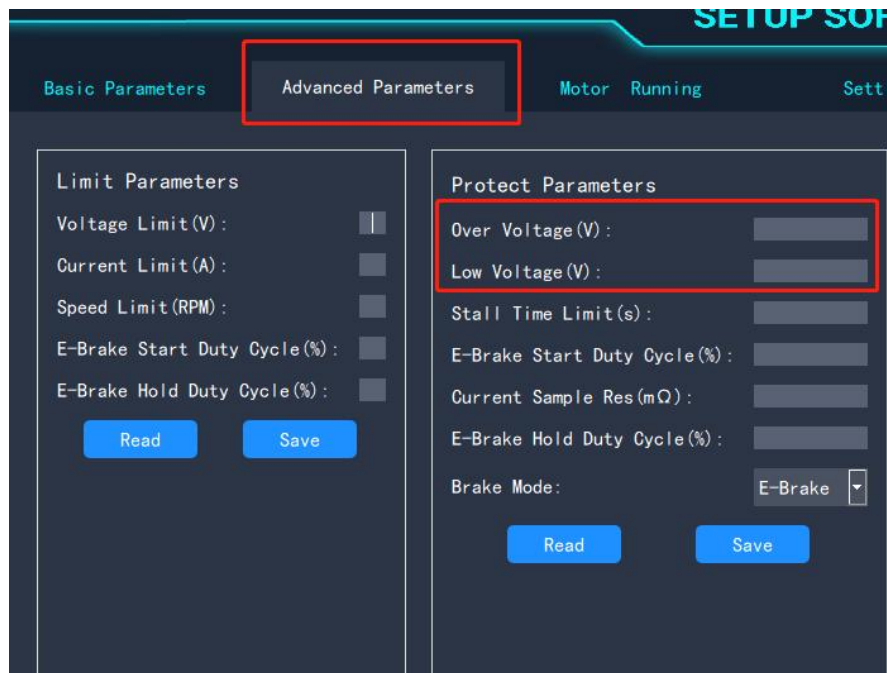 SETUP SOF
Basic Parameters
Advanced Parameters
Motor Running
Sett
Limit Parameters
Voltage Limit(V):
Current Limit(A):
Speed Limit(RPM):
E-Brake Start Duty Cycle(%):
E-Brake Hold Duty Cycle(%):
Read
Save
Protect Parameters
Over Voltage(V):
Low Voltage(V):
Stall Time Limit(s):
E-Brake Start Duty Cycle(%):
Current Sample Res(mΩ):
E-Brake Hold Duty Cycle(%):
Brake Mode:
E-Brake
Read
Save